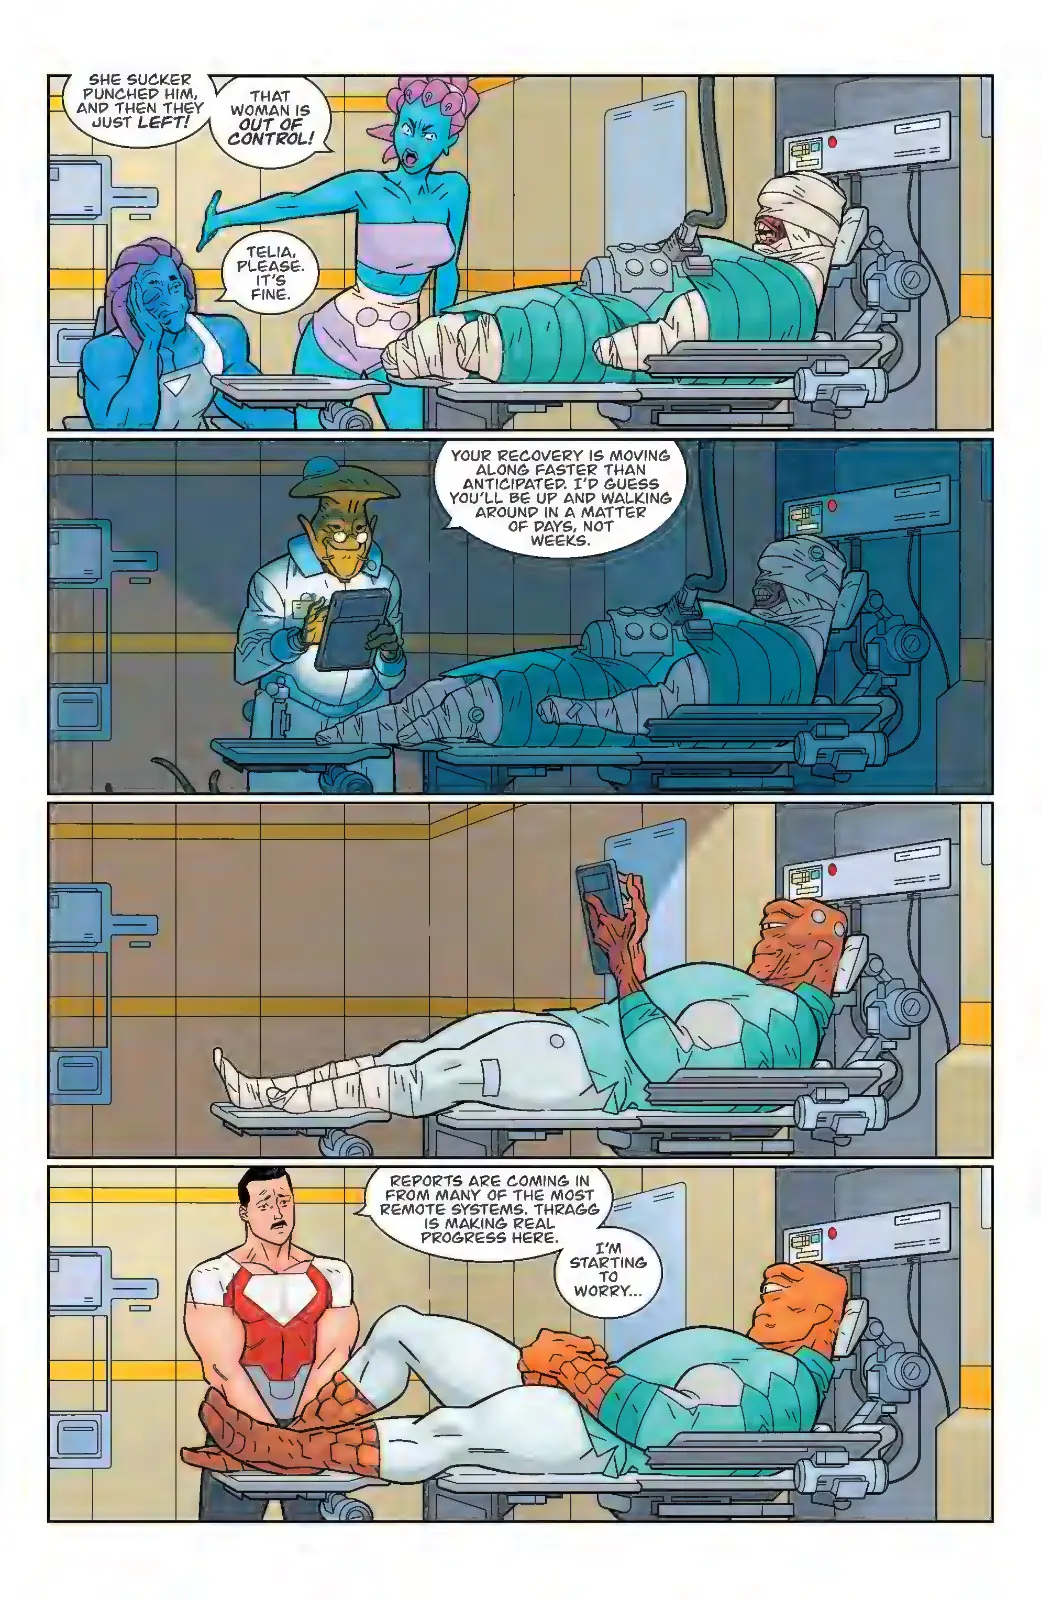 SHE SUCKER
PUNCHED HIM,
AND THEN THEY
JUST LEFT!
THAT
WOMAN IS
OUT OF
CONTROL!
TELIA,
PLEASE.
IT'S
FINE.
YOUR RECOVERY IS MOVING
ALONG FASTER THAN
ANTICIPATED. I'D GUESS
YOU'LL BE UP AND WALKING
AROUND IN A MATTER
OF DAYS, NOT
WEEKS.
REPORTS ARE COMING IN
FROM MANY OF THE MOST
REMOTE SYSTEMS. THRAGG
IS MAKING REAL
PROGRESS HERE.
I'M
STARTING
TO
WORRY...